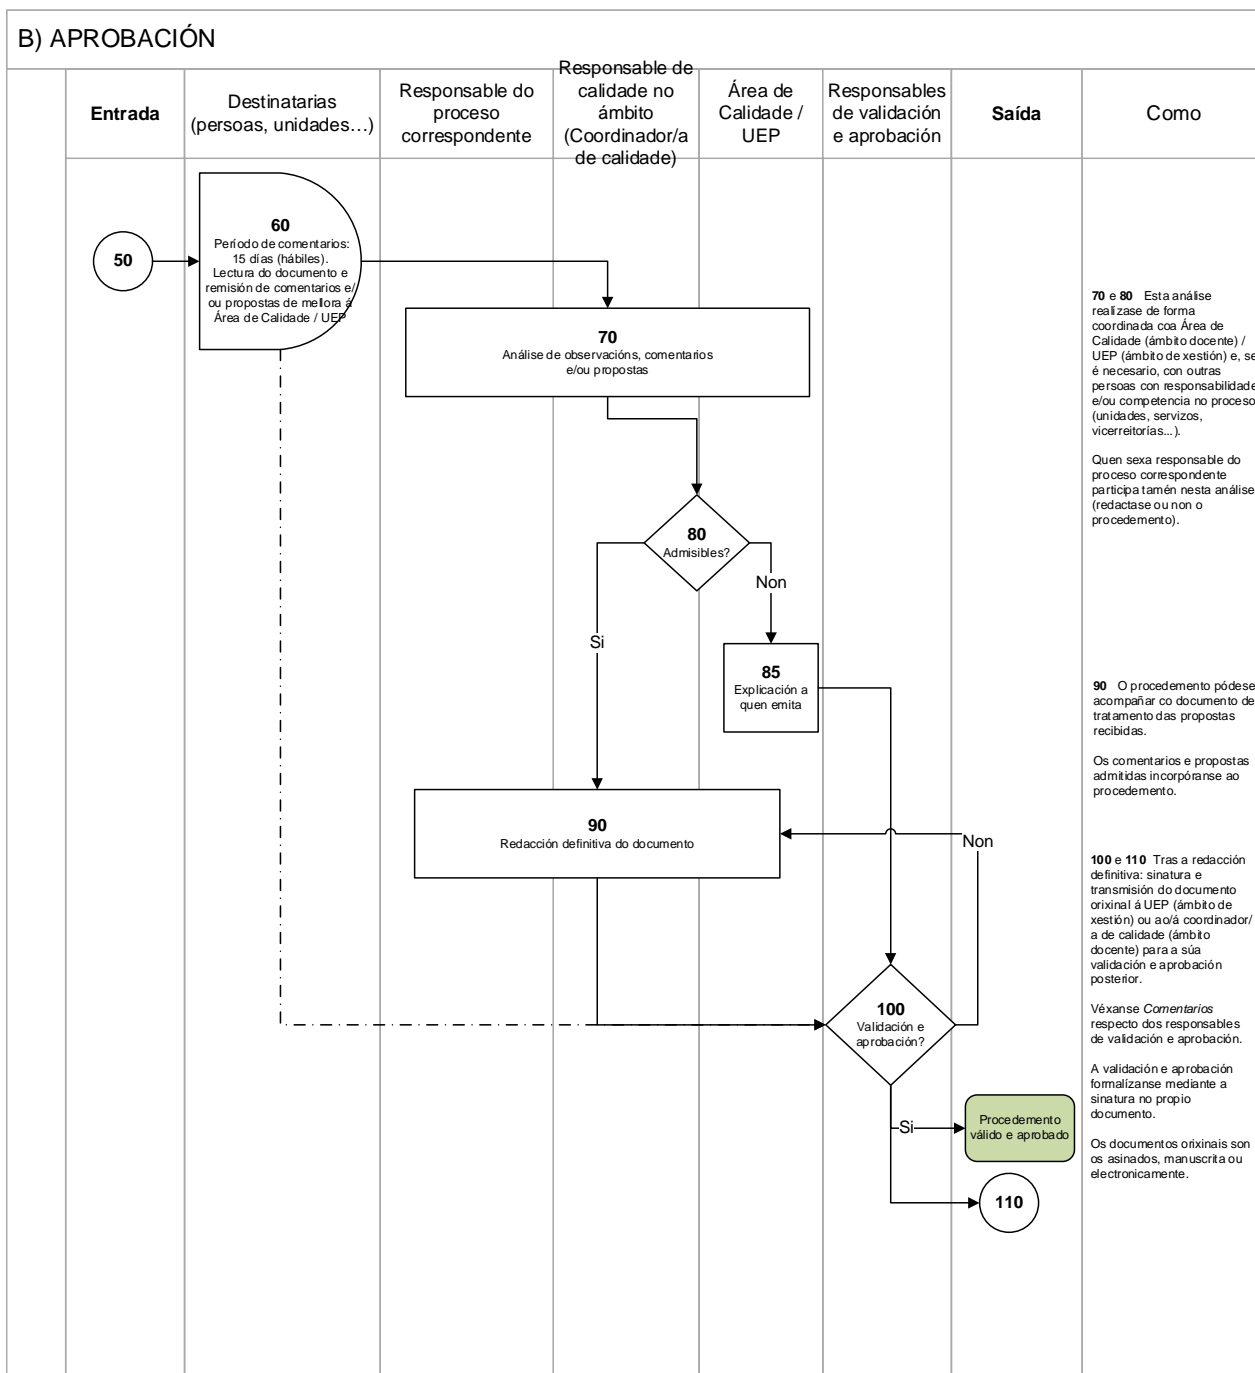 B) APROBACIÓN
Entrada
Destinatarias
(persoas, unidades…)
Responsable do
proceso
correspondente
Responsable de
calidade no
ámbito
(Coordinador/a
de calidade)
Área de
Calidade /
UEP
Responsables
de validación
e aprobación
Saída
Como
50
60
Período de comentarios:
15 días (hábiles).
Lectura do documento e
remisión de comentarios e/
ou propostas de mellora á
Área de Calidade / UEP
70
Análise de observacións, comentarios
e/ou propostas
70 e 80 Esta análise
realízase de forma
coordinada coa Área de
Calidade (ámbito docente) /
UEP (ámbito de xestión) e, se
é necesario, con outras
persoas con responsabilidade
e/ou competencia no proceso
(unidades, servizos,
vicerreitorías...).
Quen sexa responsable do
proceso correspondente
participa tamén nesta análise
(redactase ou non o
procedemento).
80
Admisibles?
Non
Si
85
Explicación a
quen emita
90 O procedemento pódese
acompañar co documento de
tratamento das propostas
recibidas.
Os comentarios e propostas
admitidas incorpóranse ao
procedemento.
90
Redacción definitiva do documento
Non
100 e 110 Tras a redacción
definitiva: sinatura e
transmisión do documento
orixinal á UEP (ámbito de
xestión) ou ao/á coordinador/
a de calidade (ámbito
docente) para a súa
validación e aprobación
posterior.
Véxanse Comentarios
respecto dos responsables
de validación e aprobación.
A validación e aprobación
formalízanse mediante a
sinatura no propio
documento.
Os documentos orixinais son
os asinados, manuscrita ou
electronicamente.
100
Validación e
aprobación?
Si
Procedemento
válido e aprobado
110